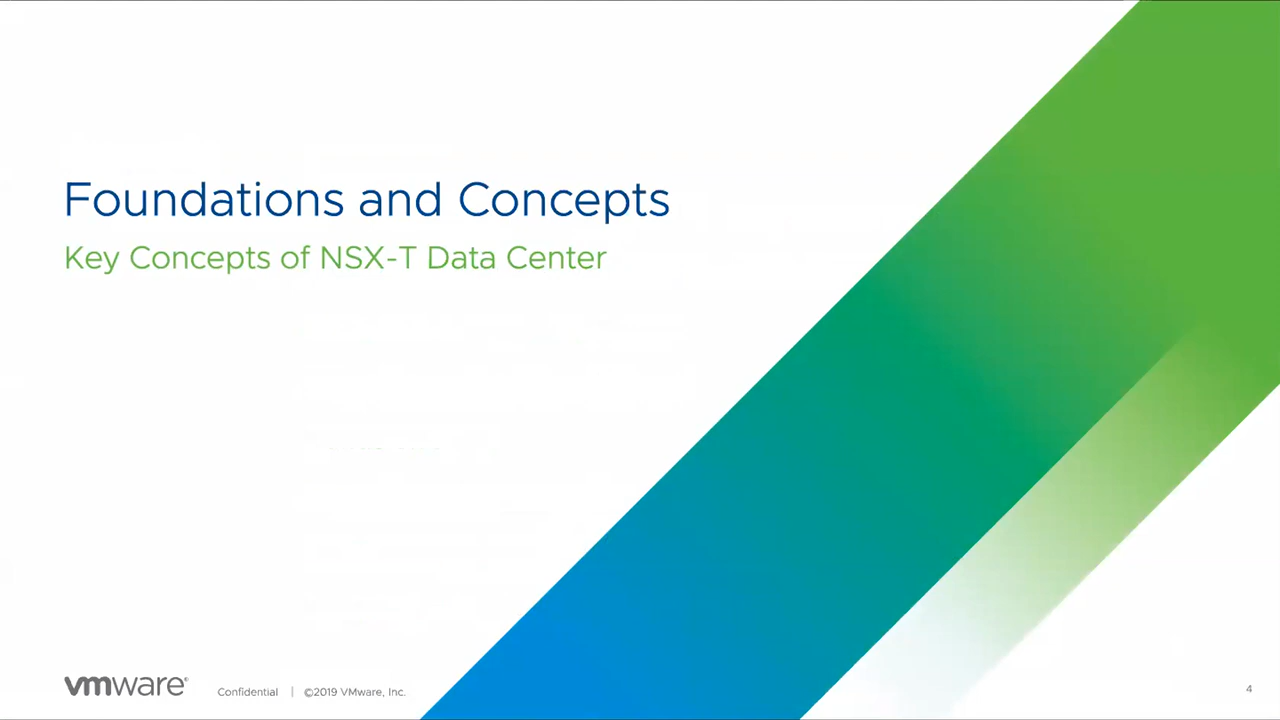 Foundations and Concepts
Key Concepts of NSX-T Data Center
vmware® Confidential | ©2019 VMware, Inc. 4